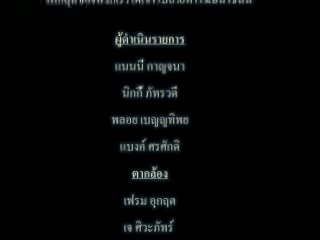 ผู้ดำเนินรายการ
แนนนี่ กาญจนา
นิกกี้ ภัทรวดี
พลอย เบญญทิพย
แบงค์ ศรศักดิ์
ตากล้อง
เฟรม อุกฤต
เจ ศิวะภัทร์